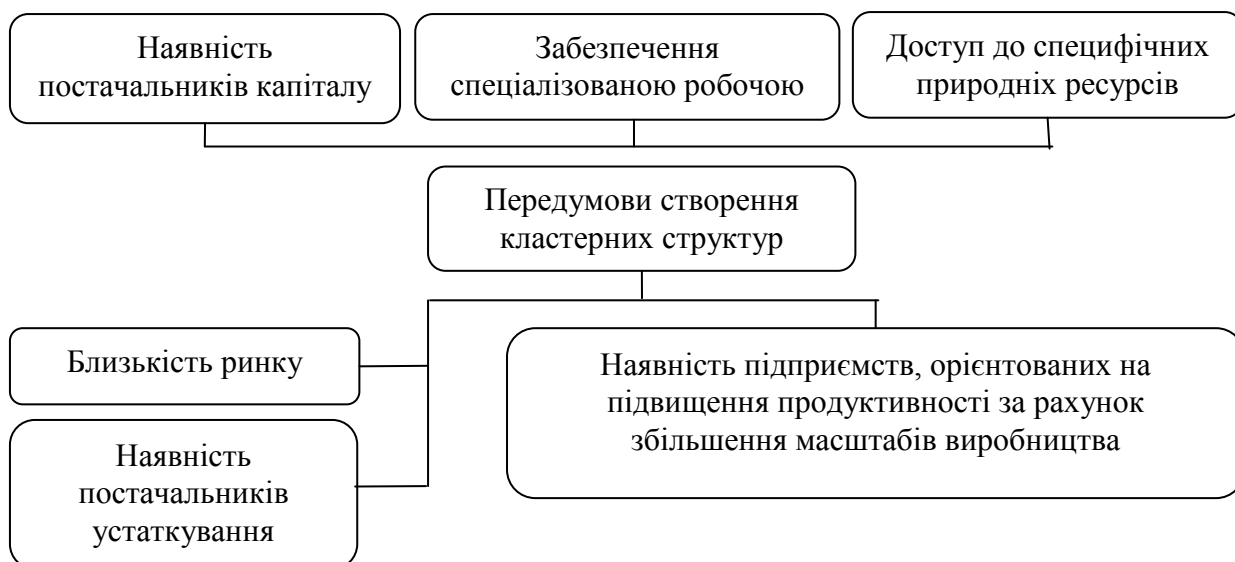 Наявність
постачальників капіталу
Забезпечення
спеціалізованою робочою
Доступ до специфічних
природніх ресурсів
Передумови створення
кластерних структур
Близькість ринку
Наявність підприємств, орієнтованих на
підвищення продуктивності за рахунок
збільшення масштабів виробництва
Наявність
постачальників
устаткування